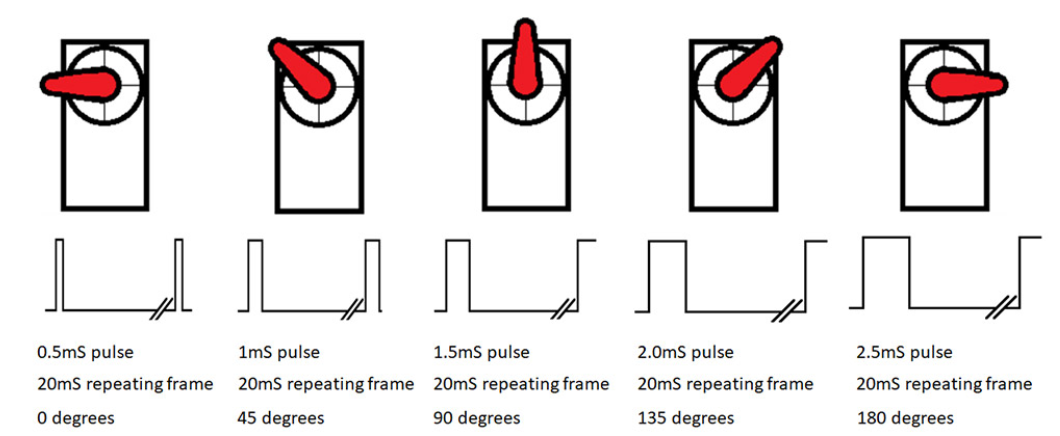 0.5mS pulse
20mS repeating frame
0 degrees
1mS pulse
20mS repeating frame
45 degrees
1.5mS pulse
20mS repeating frame
90 degrees
2.0mS pulse
20mS repeating frame
135 degrees
2.5mS pulse
20mS repeating frame
180 degrees